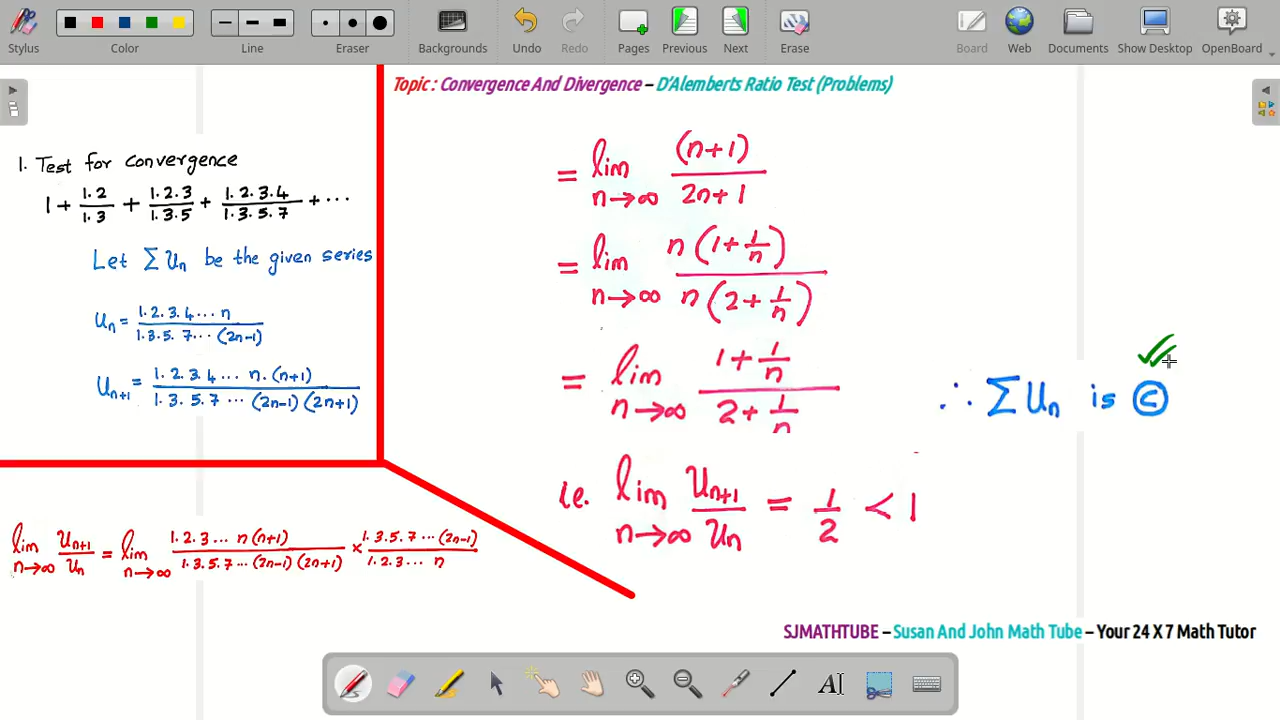 Stylus Color Line Eraser Backgrounds Undo Redo Pages Previous Next Erase Board Web Documents Show Desktop OpenBoard
Topic : Convergence And Divergence – D'Alemberts Ratio Test (Problems)
1. Test for convergence
1 + 1.2/1.3 + 1.2.3/1.3.5 + 1.2.3.4/1.3.5.7 + ...
Let Σ Un be the given series
Un = 1.2.3.4... n / 1.3.5.7... (2n-1)
Un+1 = 1.2.3.4... n.(n+1) / 1.3.5.7 ... (2n-1)(2n+1)
lim n→∞ Un+1/Un = lim n→∞ 1.2.3... n(n+1) / 1.3.5.7...(2n-1)(2n+1) × 1.3.5.7...(2n-1) / 1.2.3... n
= lim n→∞ (n+1) / 2n+1
= lim n→∞ n(1+1/n) / n(2+1/n)
= lim n→∞ 1+1/n / 2+1/n
i.e. lim n→∞ Un+1/Un = 1/2 < 1
∴ Σ Un is ©
SJMATHTUBE – Susan And John Math Tube – Your 24 X 7 Math Tutor